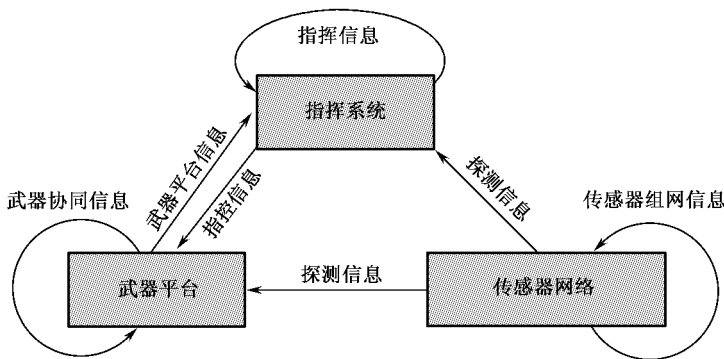 指挥信息
指挥系统
武器平台信息
指控信息
探测信息
武器协同信息
传感器组网信息
武器平台
探测信息
传感器网络